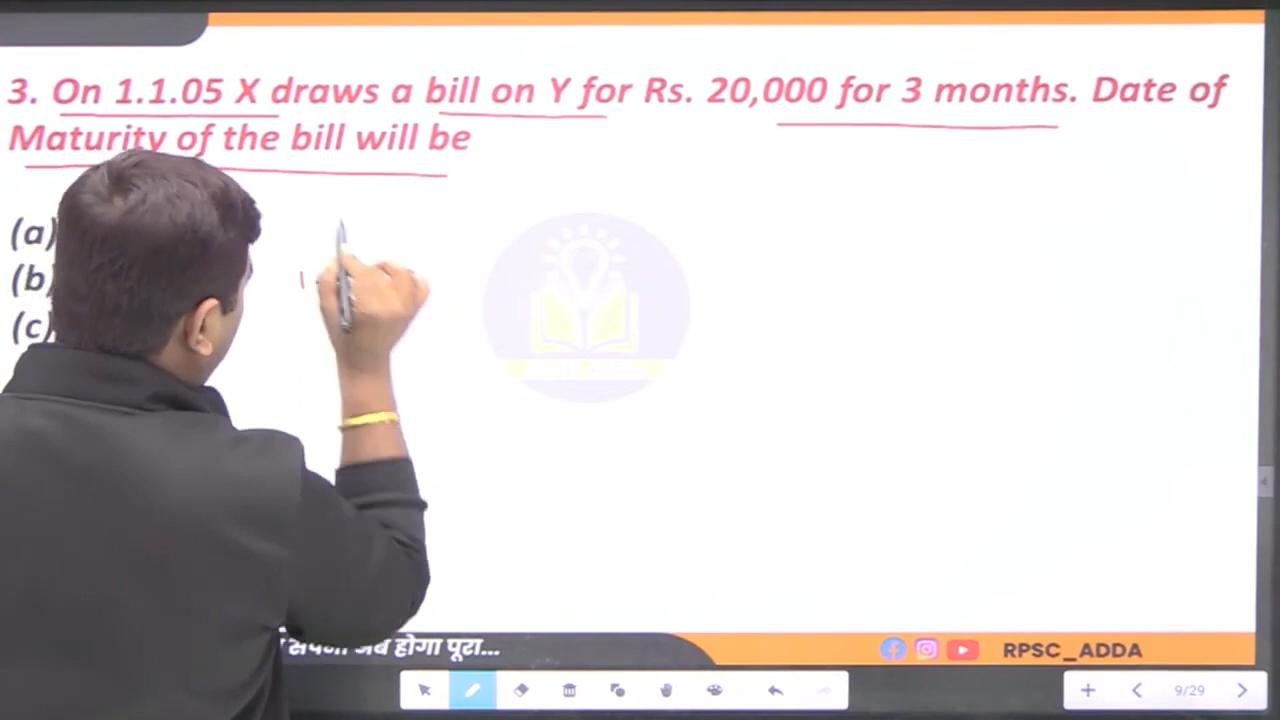 3. On 1.1.05 X draws a bill on Y for Rs. 20,000 for 3 months. Date of
Maturity of the bill will be
(a)
(b)
(c)
जब होगा पूरा...
RPSC_ADDA
9/29